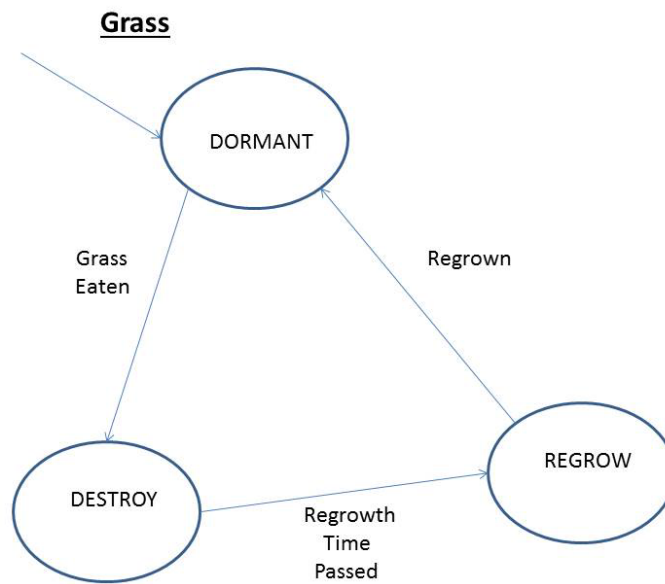 Grass
DORMANT
Grass
Eaten
Regrown
DESTROY
REGROW
Regrowth
Time
Passed